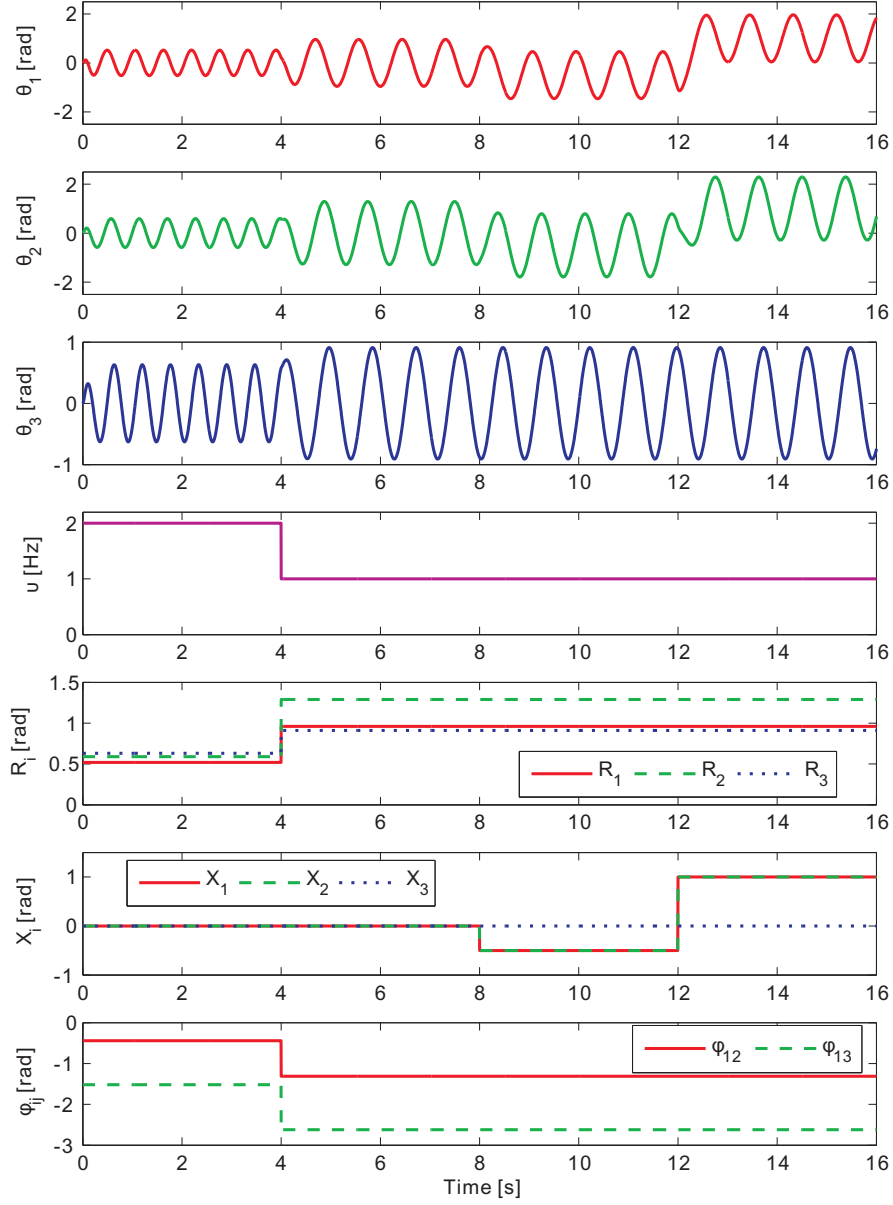 θ1 [rad]
2
0
-2
0 2 4 6 8 10 12 14 16
θ2 [rad]
2
0
-2
0 2 4 6 8 10 12 14 16
θ3 [rad]
1
0
-1
0 2 4 6 8 10 12 14 16
υ [Hz]
2
1
0
0 2 4 6 8 10 12 14 16
Ri [rad]
1.5
1
0.5
0
R1 R2 R3
0 2 4 6 8 10 12 14 16
Xi [rad]
X1 X2 X3
1
0
-1
0 2 4 6 8 10 12 14 16
φij [rad]
0
-1
-2
-3
φ12 φ13
0 2 4 6 8 10 12 14 16
Time [s]